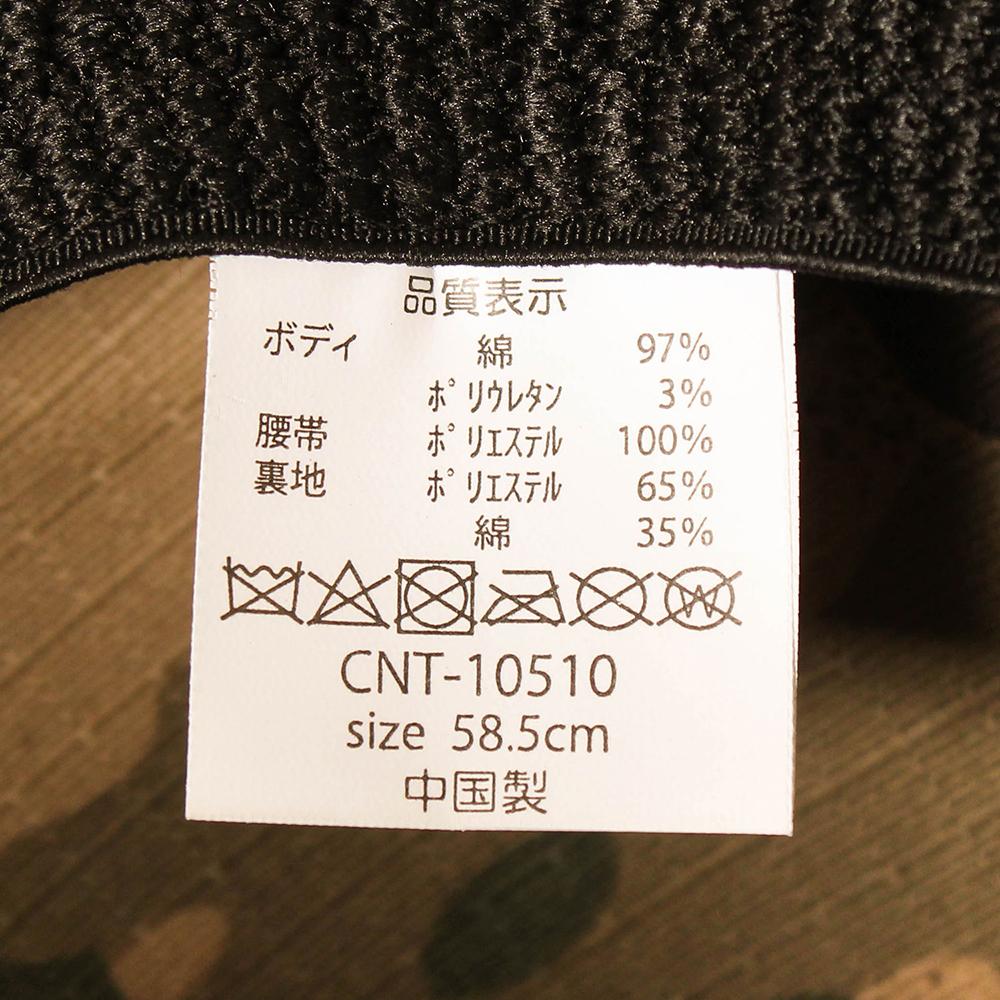 品質表示
ボディ 綿 97%
ﾎﾟﾘｳﾚﾀﾝ 3%
腰帯 ﾎﾟﾘｴｽﾃﾙ 100%
裏地 ﾎﾟﾘｴｽﾃﾙ 65%
綿 35%
W
CNT-10510
size 58.5cm
中国製